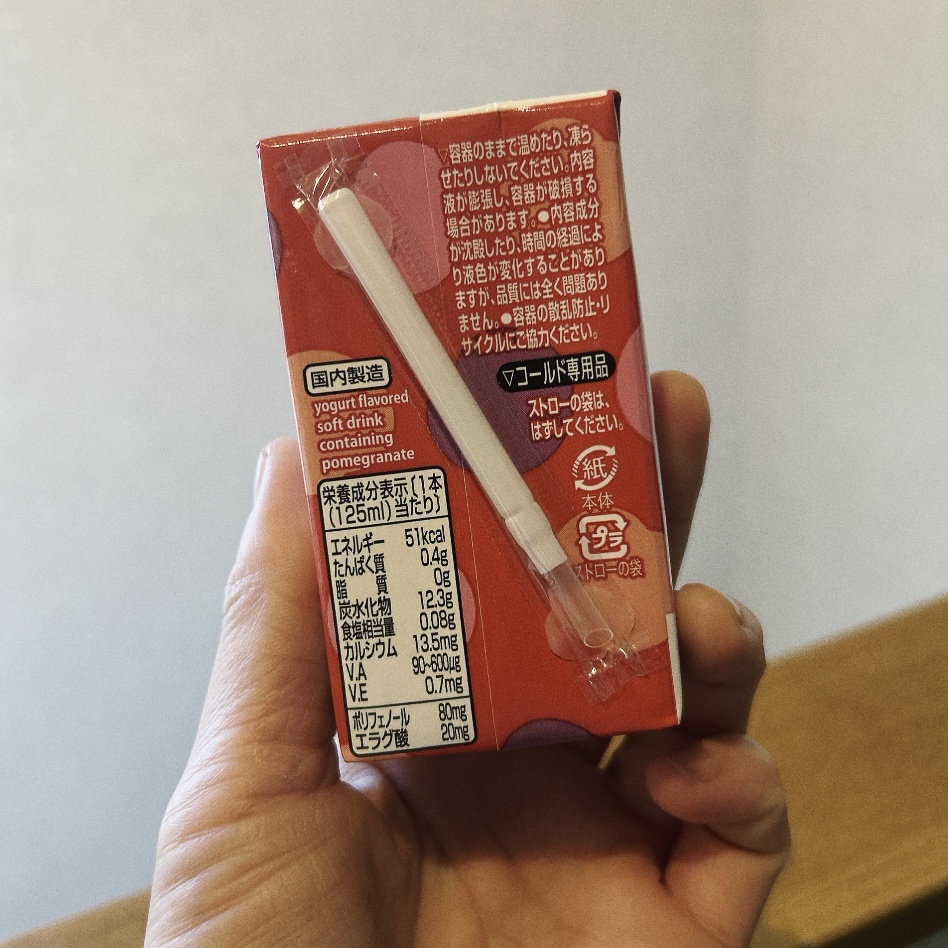 ▽容器のままで温めたり、凍ら
せたりしないでください。内容
液が膨張し、容器が破損する
場合があります。●内容成分
が沈殿したり、時間の経過によ
り液色が変化することがあり
ますが、品質には全く問題あり
ません。●容器の散乱防止・リ
サイクルにご協力ください。
▽コールド専用品
ストローの袋は、
はずしてください。
紙
本体
プラ
ストローの袋
国内製造
yogurt flavored
soft drink
containing
pomegranate
栄養成分表示〔1本
(125ml)当たり〕
エネルギー 51kcal
たんぱく質 0.4g
脂質 0g
炭水化物 12.3g
食塩相当量 0.08g
カルシウム 13.5mg
V.A 90~600μg
V.E 0.7mg
ポリフェノール 80mg
エラグ酸 20mg